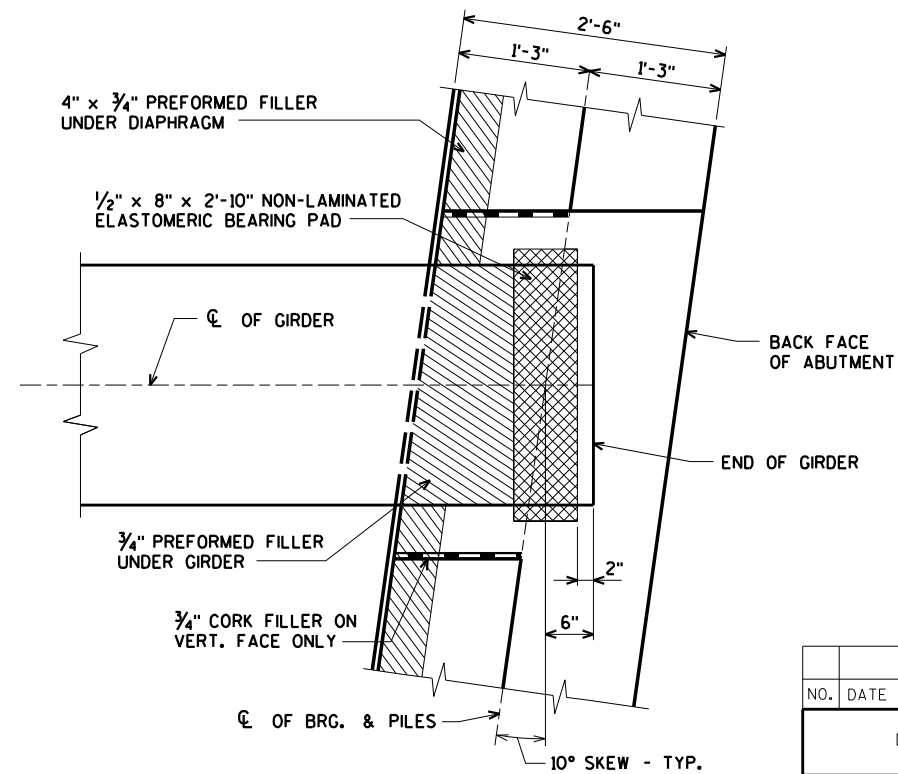 2'-6"
1'-3"
1'-3"
4" x 3/4" PREFORMED FILLER
UNDER DIAPHRAGM
1/2" x 8" x 2'-10" NON-LAMINATED
ELASTOMERIC BEARING PAD
℄ OF GIRDER
BACK FACE
OF ABUTMENT
END OF GIRDER
3/4" PREFORMED FILLER
UNDER GIRDER
2"
3/4" CORK FILLER ON
VERT. FACE ONLY
6"
NO. DATE
℄ OF BRG. & PILES
10° SKEW - TYP.